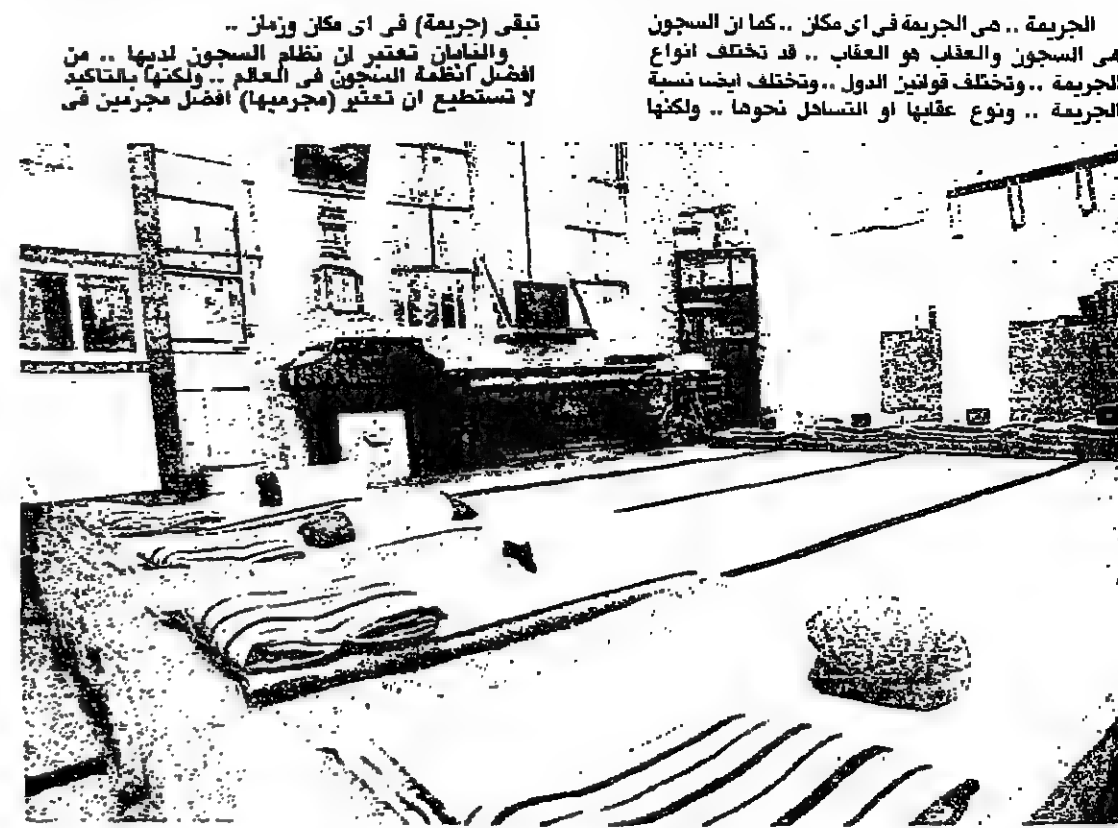 الجريمة .. هى الجريمة فى اى مكان .. كما ان السجون
هى السجون والعقاب هو العقاب .. قد تختلف انواع
الجريمة .. وتختلف قوانين الدول .. وتختلف ايضا نسبة
الجريمة .. ونوع عقابها او التساهل نحوها .. ولكنها
تبقى (جريمة) فى اى مكان وزمان ..
واليابان تعتبر ان نظام السجون لديها .. من
افضل انظمة السجون فى العالم .. ولكنها بالتاكيد
لا تستطيع ان تعتبر (مجرميها) افضل مجرمين فى